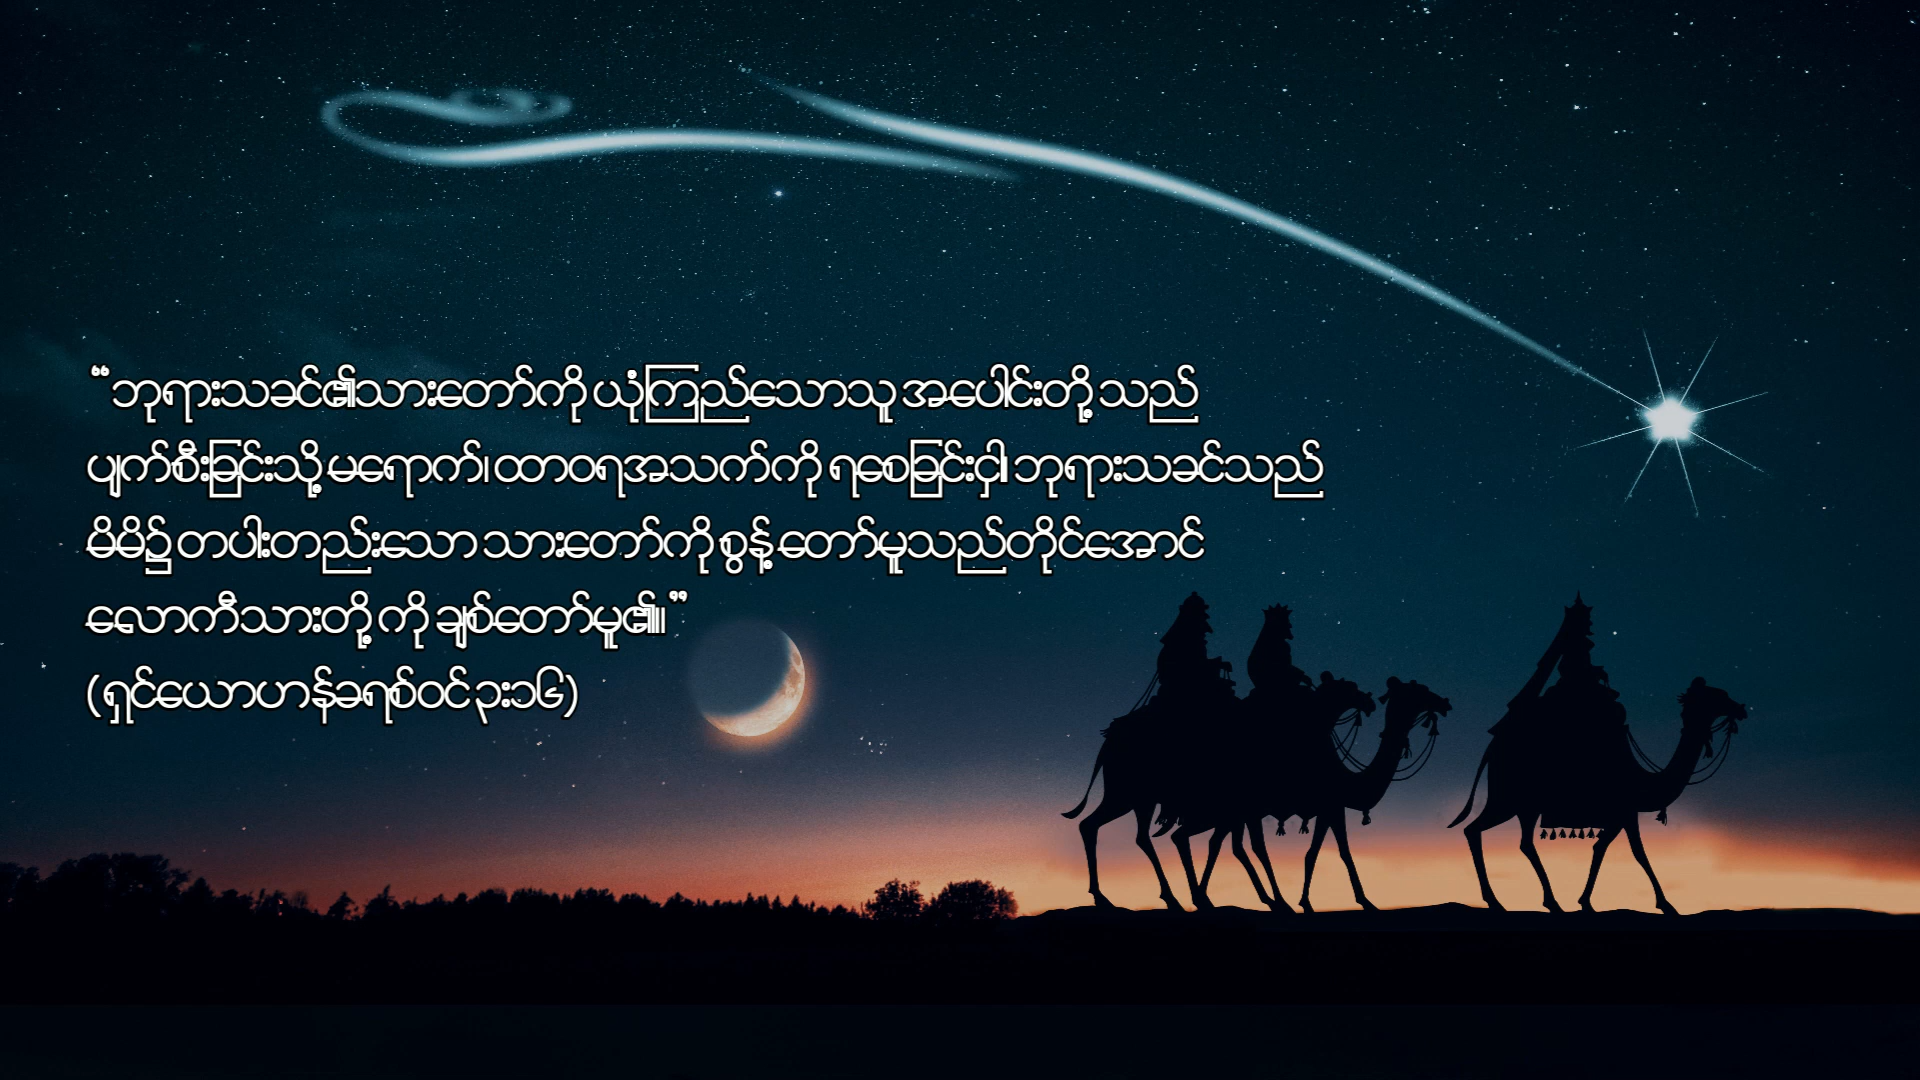 “ဘုရားသခင်၏သားတော်ကို ယုံကြည်သောသူ အပေါင်းတို့ သည်
ပျက်စီးခြင်းသို့ မရောက်၊ ထာဝရအသက်ကို ရစေခြင်းငှါ၊ ဘုရားသခင်သည်
မိမိ၌ တပါးတည်းသော သားတော်ကို စွန့် တော်မူသည်တိုင်အောင်
လောကီသားတို့ ကို ချစ်တော်မူ၏။”
(ရှင်ယောဟန်ခရစ်ဝင် ၃း၁၆)